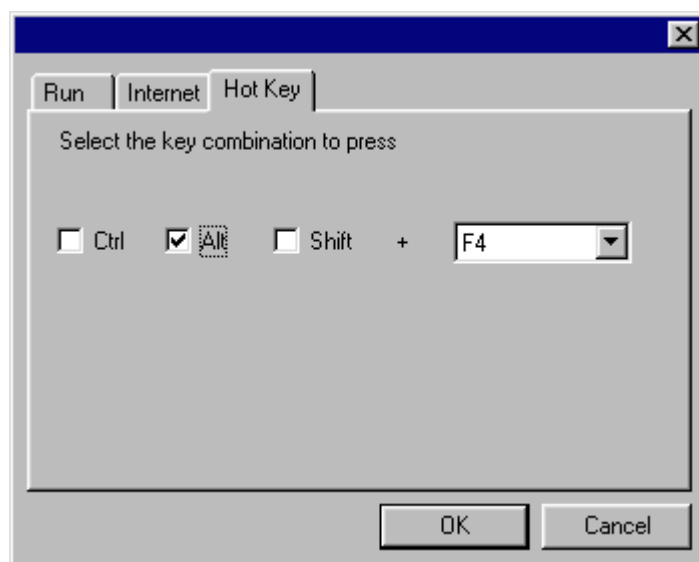 Run Internet Hot Key
Select the key combination to press
Ctrl Alt Shift + F4
OK Cancel